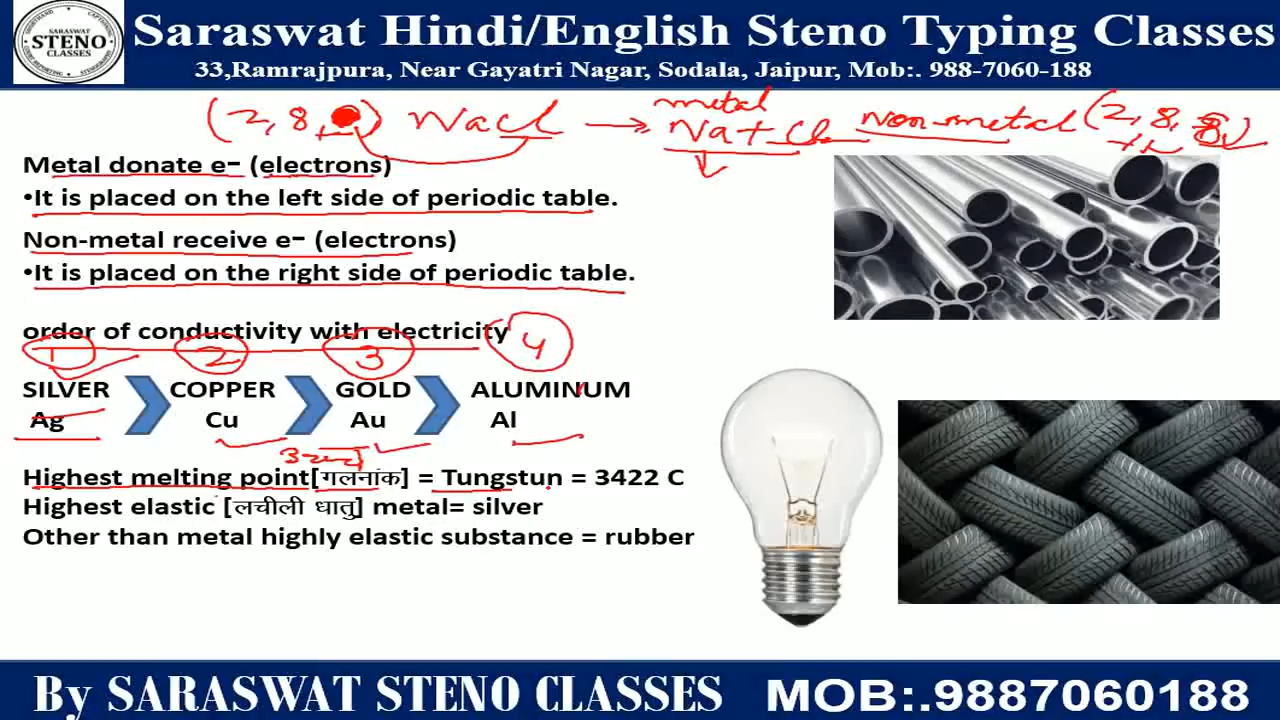 SARASWAT
STENO
CLASSES
Saraswat Hindi/English Steno Typing Classes
33,Ramrajpura, Near Gayatri Nagar, Sodala, Jaipur, Mob:. 988-7060-188
metal
(2, 8, ) NaCl → Na + Cl non-metal (2, 8, 8)
Metal donate e– (electrons)
•It is placed on the left side of periodic table.
Non-metal receive e– (electrons)
•It is placed on the right side of periodic table.
order of conductivity with electricity
1 2 3 4
SILVER COPPER GOLD ALUMINUM
Ag Cu Au Al
Highest melting point[गलनांक] = Tungstun = 3422 C
Highest elastic [लचीली धातु] metal= silver
Other than metal highly elastic substance = rubber
By SARASWAT STENO CLASSES MOB:.9887060188